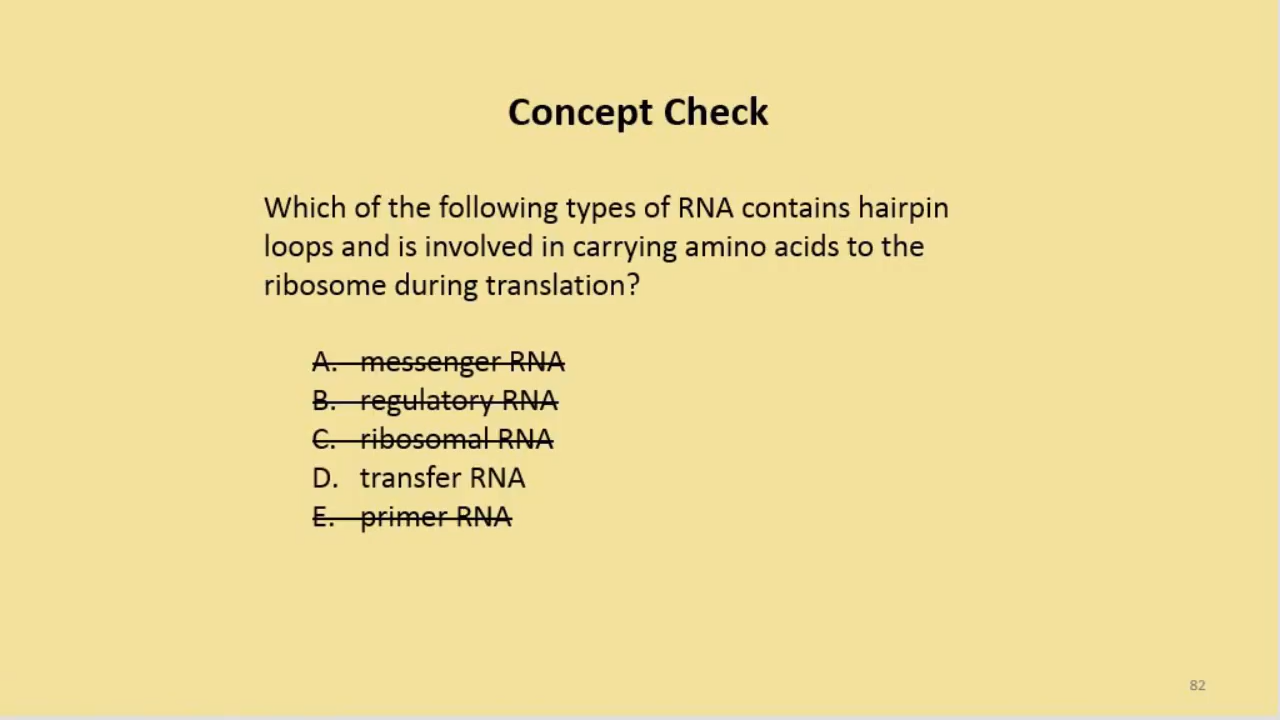 Concept Check
Which of the following types of RNA contains hairpin
loops and is involved in carrying amino acids to the
ribosome during translation?
A. messenger RNA
B. regulatory RNA
C. ribosomal RNA
D. transfer RNA
E. primer RNA
82